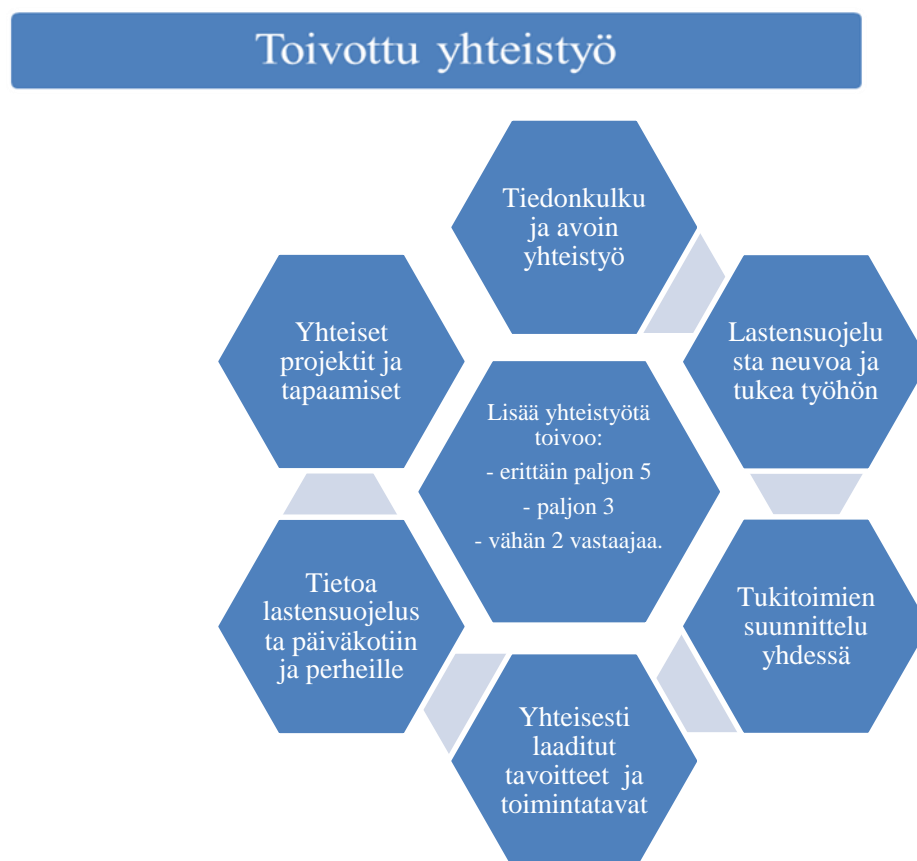 Toivottu yhteistyö
Tiedonkulku
ja avoin
yhteistyö
Lastensuojelu
sta neuvoa ja
tukea työhön
Tukitoimien
suunnittelu
yhdessä
Yhteisesti
laaditut
tavoitteet ja
toimintatavat
Tietoa
lastensuojelus
ta päiväkotiin
ja perheille
Yhteiset
projektit ja
tapaamiset
Lisää yhteistyötä
toivoo:
- erittäin paljon 5
- paljon 3
- vähän 2 vastaajaa.